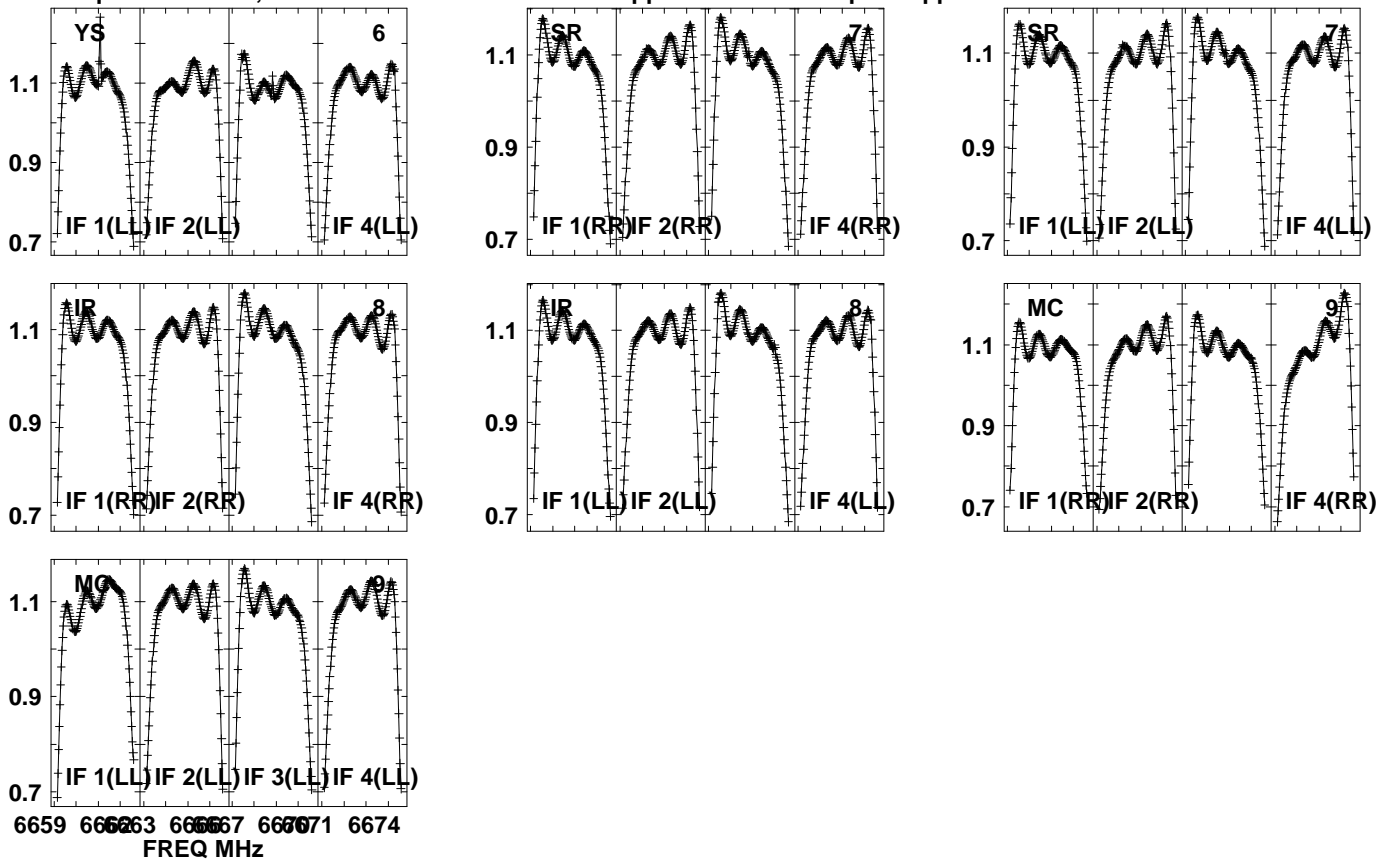 YS 6
1.1
0.9
0.7
IF 1(LL) IF 2(LL) IF 4(LL)
SR 7
1.1
0.9
0.7
IF 1(RR) IF 2(RR) IF 4(RR)
SR 7
1.1
0.9
0.7
IF 1(LL) IF 2(LL) IF 4(LL)
IR 8
1.1
0.9
0.7
IF 1(RR) IF 2(RR) IF 4(RR)
IR 8
1.1
0.9
0.7
IF 1(LL) IF 2(LL) IF 4(LL)
MC 9
1.1
0.9
0.7
IF 1(RR) IF 2(RR) IF 4(RR)
MC 9
1.1
0.9
0.7
IF 1(LL) IF 2(LL) IF 3(LL) IF 4(LL)
6659 6662 6663 6666 6667 6670 6671 6674
FREQ MHz